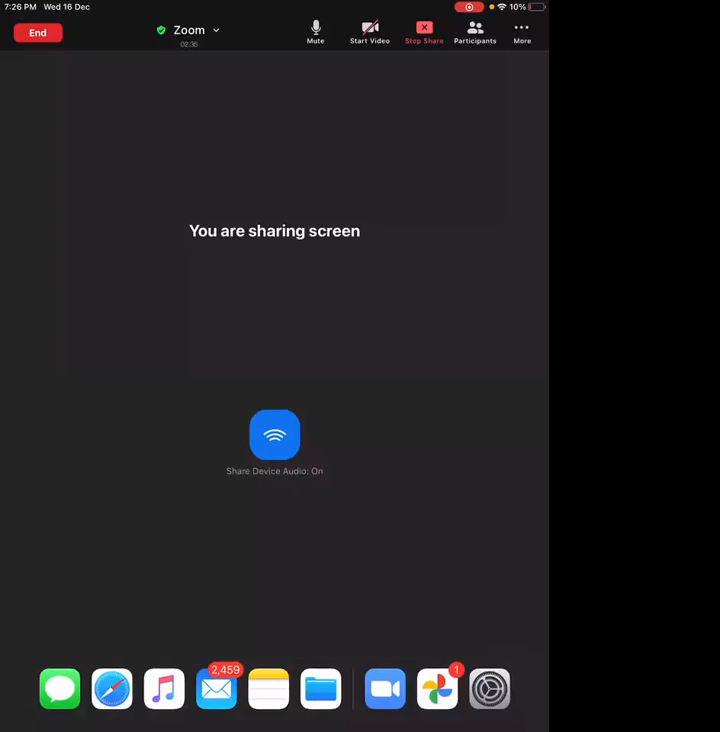 7:26 PM Wed 16 Dec
10%
End
Zoom
02:36
Mute
Start Video
Stop Share
Participants
More
You are sharing screen
Share Device Audio: On
2,459
1